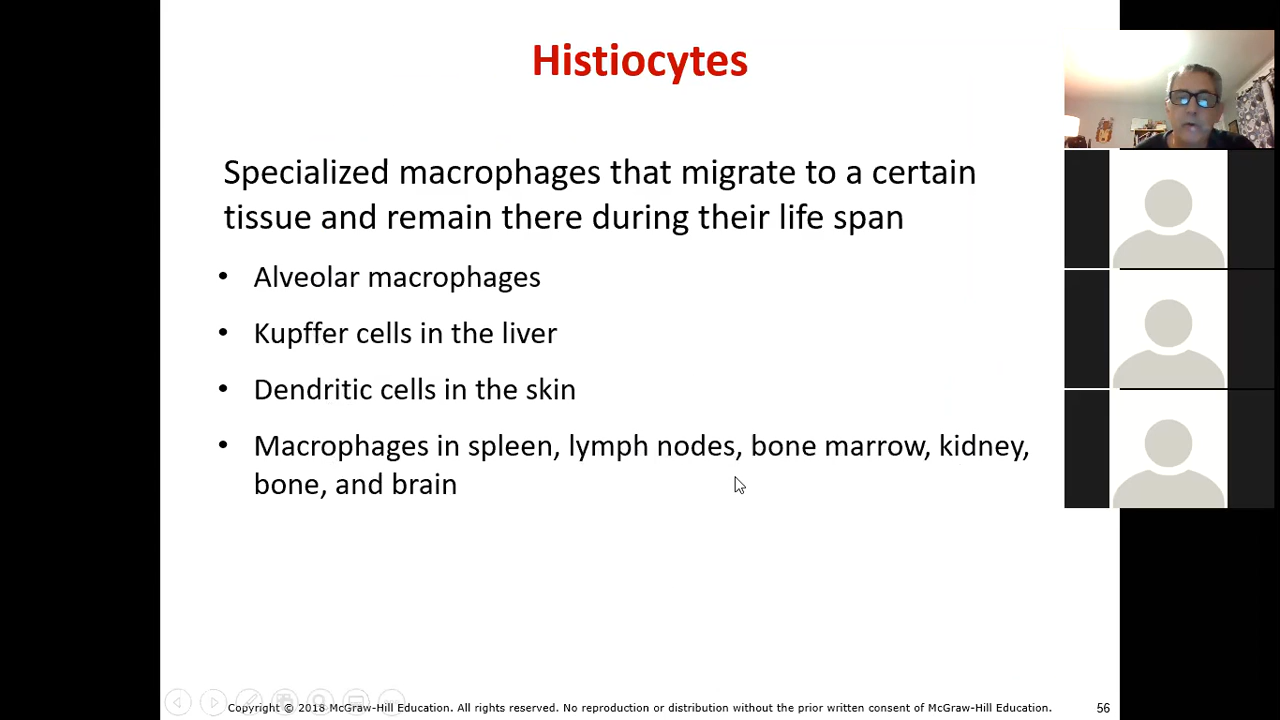 Histiocytes
Specialized macrophages that migrate to a certain
tissue and remain there during their life span
• Alveolar macrophages
• Kupffer cells in the liver
• Dendritic cells in the skin
• Macrophages in spleen, lymph nodes, bone marrow, kidney,
bone, and brain
Copyright © 2018 McGraw-Hill Education. All rights reserved. No reproduction or distribution without the prior written consent of McGraw-Hill Education.
56